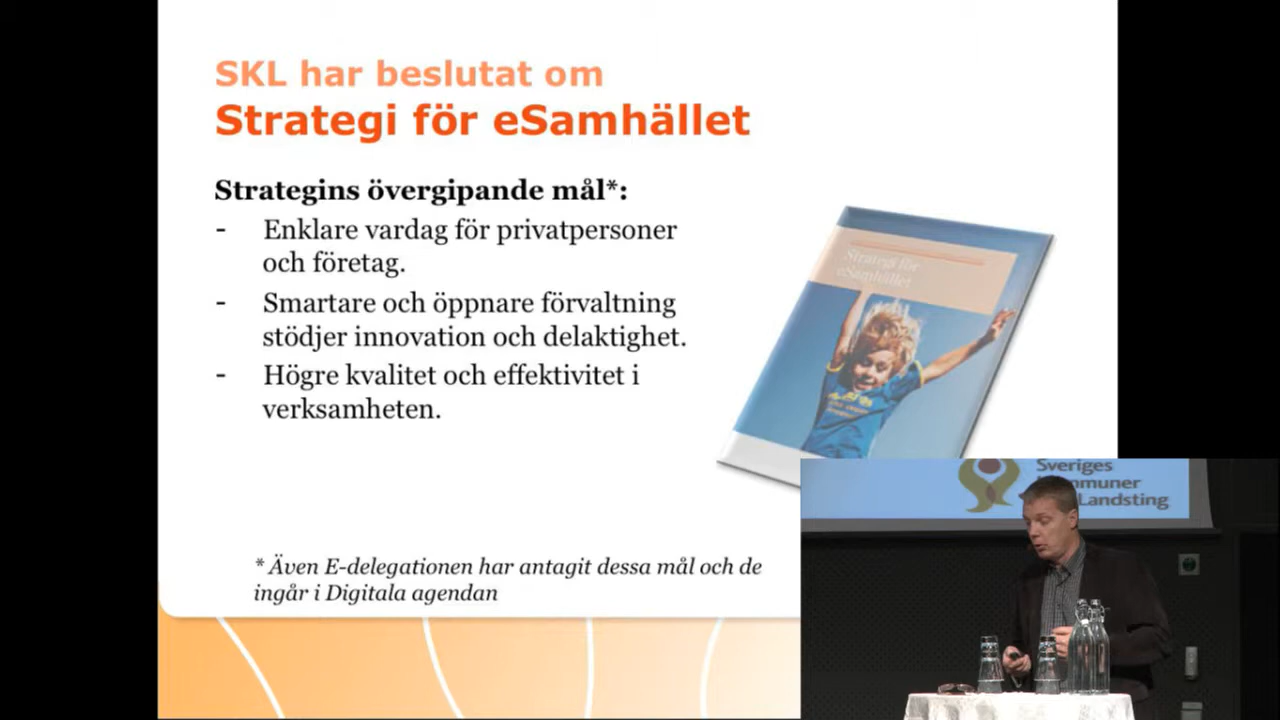 SKL har beslutat om
Strategi för eSamhället
Strategins övergipande mål*:
- Enklare vardag för privatpersoner
och företag.
- Smartare och öppnare förvaltning
stödjer innovation och delaktighet.
- Högre kvalitet och effektivitet i
verksamheten.
Strategi för
eSamhället
* Även E-delegationen har antagit dessa mål och de
ingår i Digitala agendan
Sveriges
Landsting